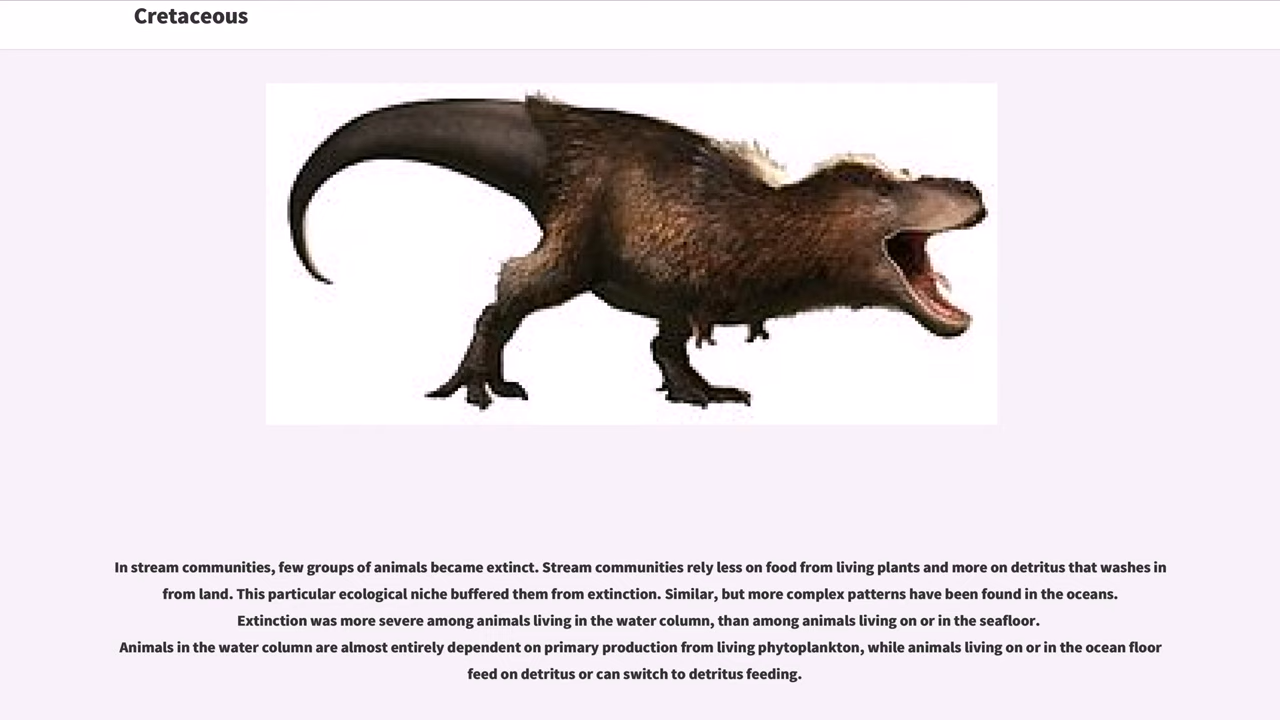 Cretaceous
In stream communities, few groups of animals became extinct. Stream communities rely less on food from living plants and more on detritus that washes in
from land. This particular ecological niche buffered them from extinction. Similar, but more complex patterns have been found in the oceans.
Extinction was more severe among animals living in the water column, than among animals living on or in the seafloor.
Animals in the water column are almost entirely dependent on primary production from living phytoplankton, while animals living on or in the ocean floor
feed on detritus or can switch to detritus feeding.